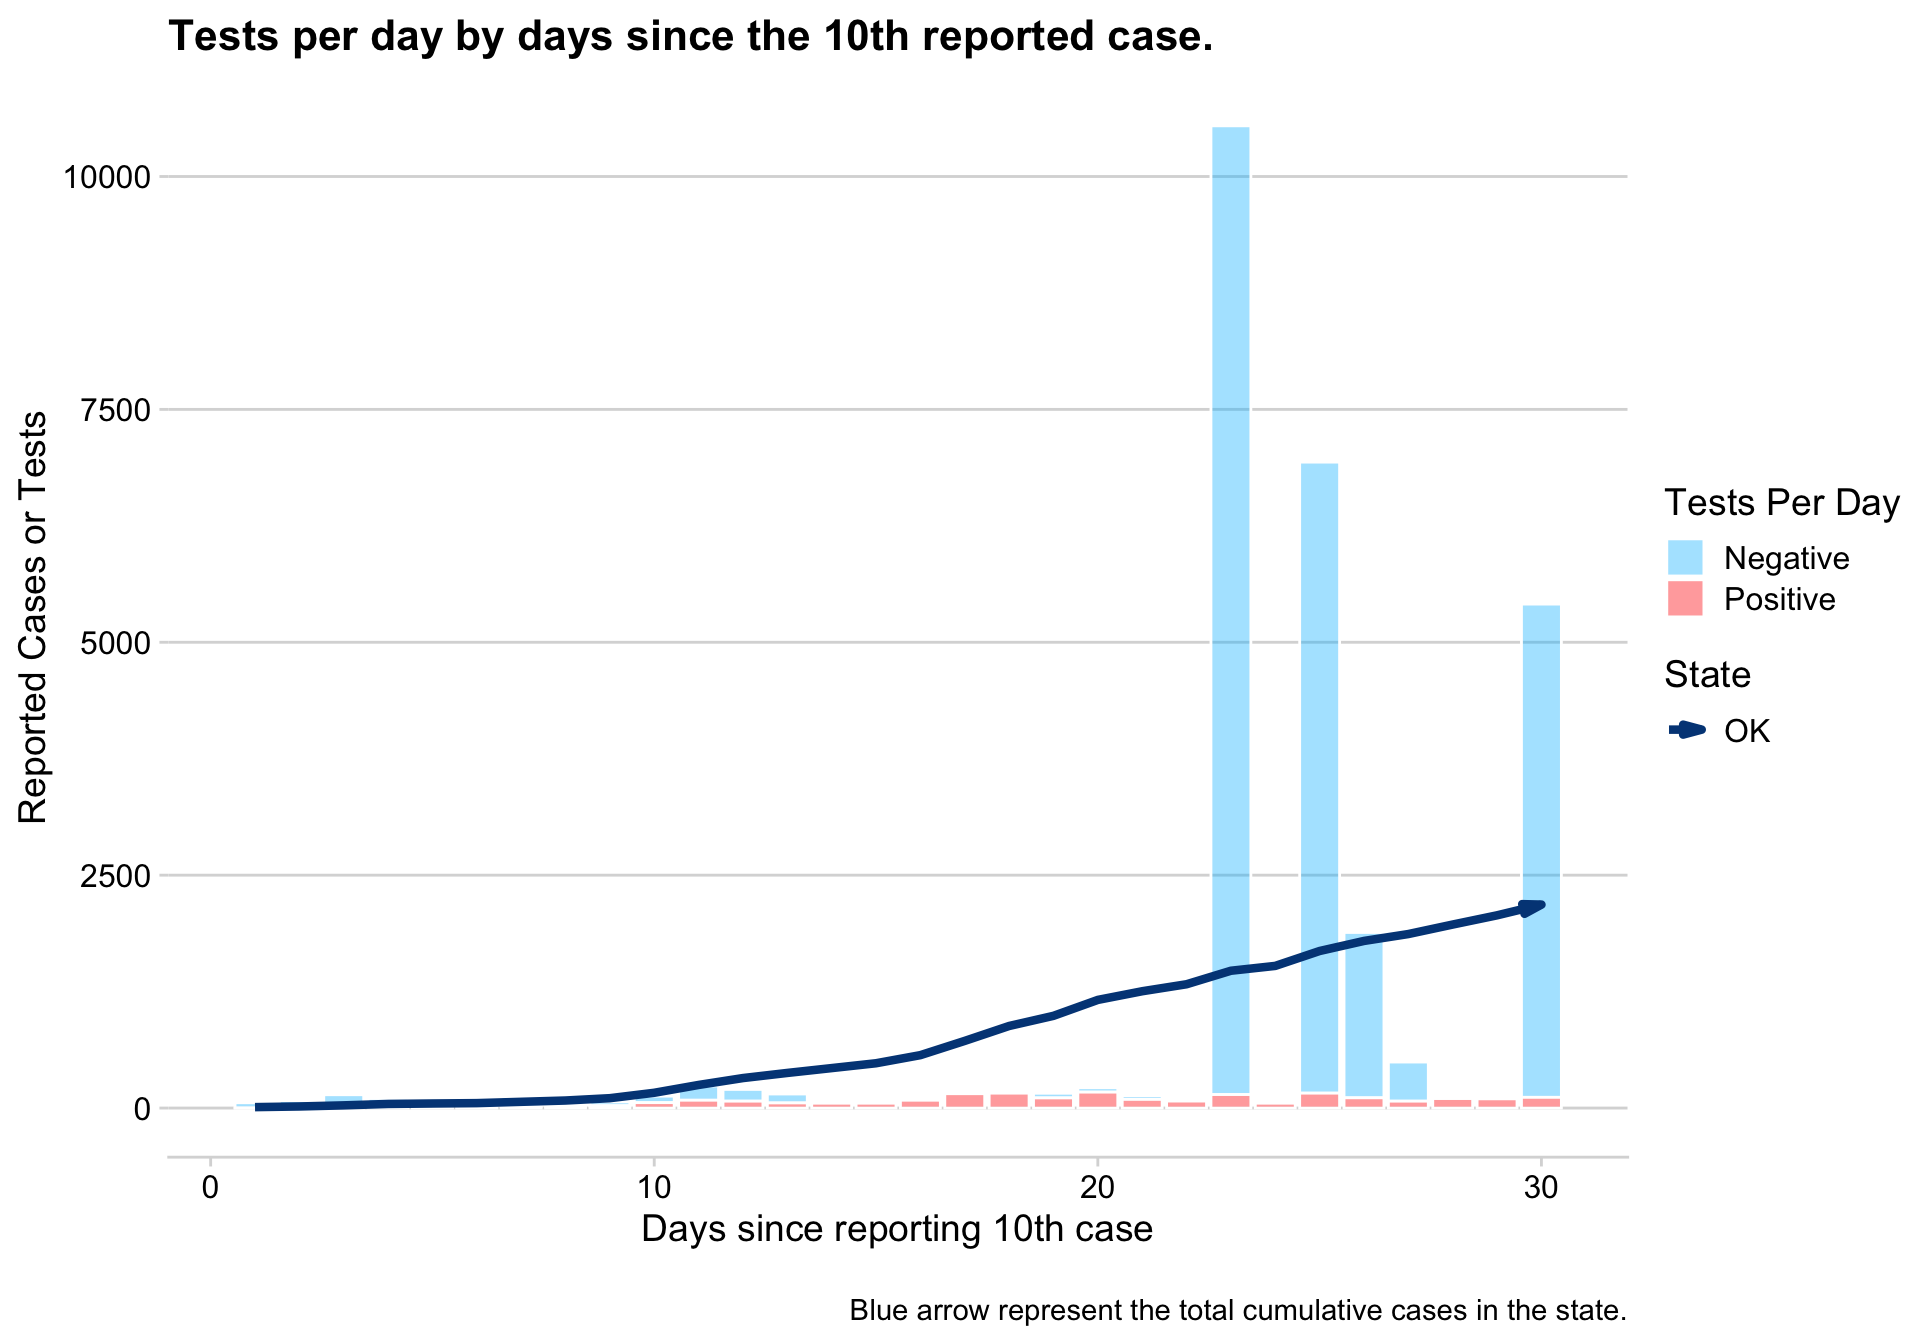 Tests per day by days since the 10th reported case.
10000
7500
5000
2500
0
Reported Cases or Tests
0
10
20
30
Days since reporting 10th case
Tests Per Day
Negative
Positive
State
OK
Blue arrow represent the total cumulative cases in the state.